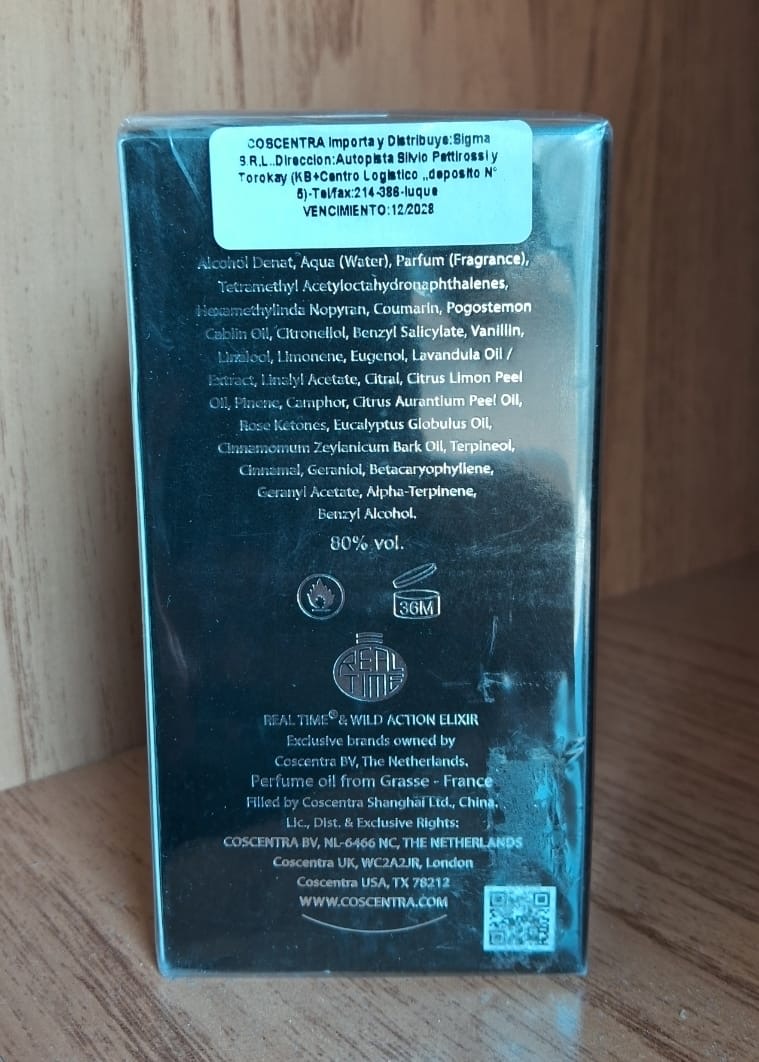 COSCENTRA Importa y Distribuye:Sigma
S.R.L..Direccion:Autopista Silvio Pettirossi y
Torokay (KB+Centro Logistico ,,deposito N°
5)-Tel/fax:214-386-luque
VENCIMIENTO:12/2028
Alcohol Denat, Aqua (Water), Parfum (Fragrance),
Tetramethyl Acetyloctahydronaphthalenes,
Hexamethylinda Nopyran, Coumarin, Pogostemon
Cablin Oil, Citronellol, Benzyl Salicylate, Vanillin,
Linalool, Limonene, Eugenol, Lavandula Oil /
Extract, Linalyl Acetate, Citral, Citrus Limon Peel
Oil, Pinene, Camphor, Citrus Aurantium Peel Oil,
Rose Ketones, Eucalyptus Globulus Oil,
Cinnamomum Zeylanicum Bark Oil, Terpineol,
Cinnamal, Geraniol, Betacaryophyllene,
Geranyl Acetate, Alpha-Terpinene,
Benzyl Alcohol.
80% vol.
36M
REAL
TIME
REAL TIME® & WILD ACTION ELIXIR
Exclusive brands owned by
Coscentra BV, The Netherlands.
Perfume oil from Grasse - France
Filled by Coscentra Shanghai Ltd., China.
Lic., Dist. & Exclusive Rights:
COSCENTRA BV, NL-6466 NC, THE NETHERLANDS
Coscentra UK, WC2A2JR, London
Coscentra USA, TX 78212
WWW.COSCENTRA.COM